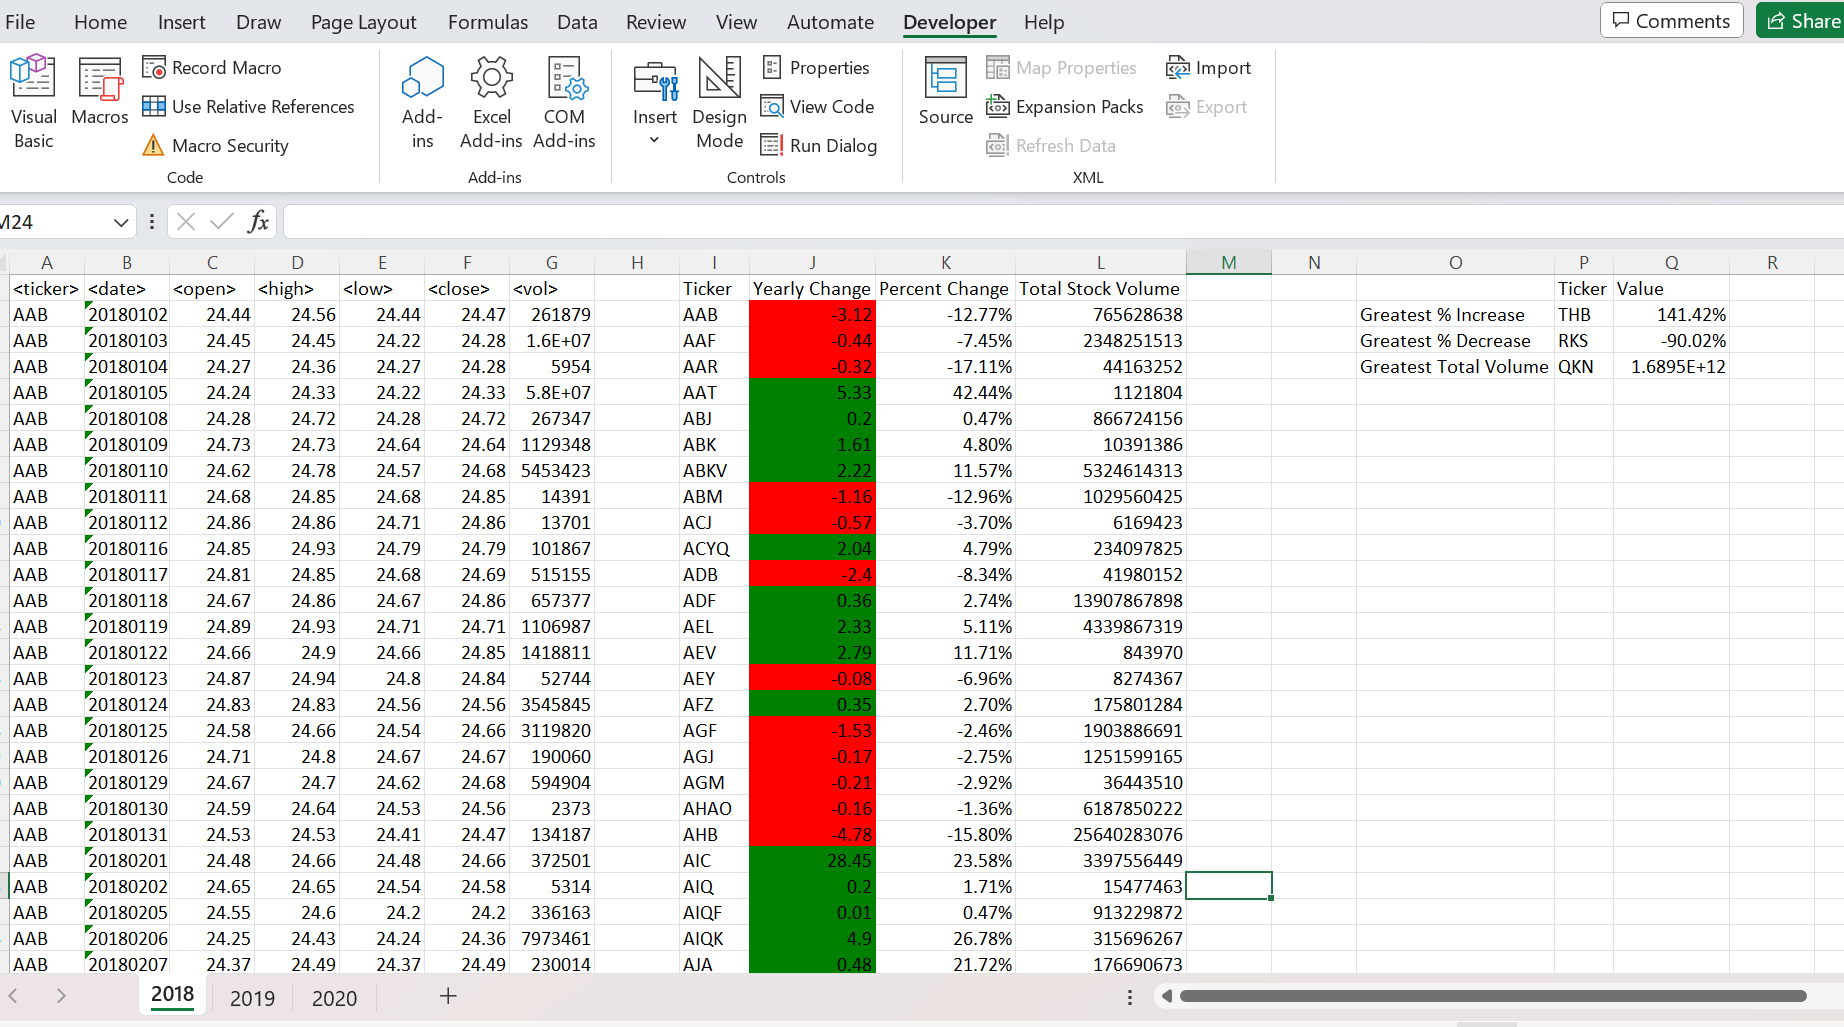 File Home Insert Draw Page Layout Formulas Data Review View Automate Developer Help Comments Share
Visual Basic
Macros
Record Macro
Use Relative References
Macro Security
Code
Add-ins
Excel Add-ins
COM Add-ins
Add-ins
Insert
Design Mode
Properties
View Code
Run Dialog
Controls
Source
Map Properties
Expansion Packs
Refresh Data
Import
Export
XML
M24 fx
A B C D E F G H I J K L M N O P Q R
<ticker> <date> <open> <high> <low> <close> <vol> Ticker Yearly Change Percent Change Total Stock Volume Ticker Value
AAB 20180102 24.44 24.56 24.44 24.47 261879 AAB -3.12 -12.77% 765628638 Greatest % Increase THB 141.42%
AAB 20180103 24.45 24.45 24.22 24.28 1.6E+07 AAF -0.44 -7.45% 2348251513 Greatest % Decrease RKS -90.02%
AAB 20180104 24.27 24.36 24.27 24.28 5954 AAR -0.32 -17.11% 44163252 Greatest Total Volume QKN 1.6895E+12
AAB 20180105 24.24 24.33 24.22 24.33 5.8E+07 AAT 5.33 42.44% 1121804
AAB 20180108 24.28 24.72 24.28 24.72 267347 ABJ 0.2 0.47% 866724156
AAB 20180109 24.73 24.73 24.64 24.64 1129348 ABK 1.61 4.80% 10391386
AAB 20180110 24.62 24.78 24.57 24.68 5453423 ABKV 2.22 11.57% 5324614313
AAB 20180111 24.68 24.85 24.68 24.85 14391 ABM -1.16 -12.96% 1029560425
AAB 20180112 24.86 24.86 24.71 24.86 13701 ACJ -0.57 -3.70% 6169423
AAB 20180116 24.85 24.93 24.79 24.79 101867 ACYQ 2.04 4.79% 234097825
AAB 20180117 24.81 24.85 24.68 24.69 515155 ADB -2.4 -8.34% 41980152
AAB 20180118 24.67 24.86 24.67 24.86 657377 ADF 0.36 2.74% 13907867898
AAB 20180119 24.89 24.93 24.71 24.71 1106987 AEL 2.33 5.11% 4339867319
AAB 20180122 24.66 24.9 24.66 24.85 1418811 AEV 2.79 11.71% 843970
AAB 20180123 24.87 24.94 24.8 24.84 52744 AEY -0.08 -6.96% 8274367
AAB 20180124 24.83 24.83 24.56 24.56 3545845 AFZ 0.35 2.70% 175801284
AAB 20180125 24.58 24.66 24.54 24.66 3119820 AGF -1.53 -2.46% 1903886691
AAB 20180126 24.71 24.8 24.67 24.67 190060 AGJ -0.17 -2.75% 1251599165
AAB 20180129 24.67 24.7 24.62 24.68 594904 AGM -0.21 -2.92% 36443510
AAB 20180130 24.59 24.64 24.53 24.56 2373 AHAO -0.16 -1.36% 6187850222
AAB 20180131 24.53 24.53 24.41 24.47 134187 AHB -4.78 -15.80% 25640283076
AAB 20180201 24.48 24.66 24.48 24.66 372501 AIC 28.45 23.58% 3397556449
AAB 20180202 24.65 24.65 24.54 24.58 5314 AIQ 0.2 1.71% 15477463
AAB 20180205 24.55 24.6 24.2 24.2 336163 AIQF 0.01 0.47% 913229872
AAB 20180206 24.25 24.43 24.24 24.36 7973461 AIQK 4.9 26.78% 315696267
AAB 20180207 24.37 24.49 24.37 24.49 230014 AJA 0.48 21.72% 176690673
2018 2019 2020